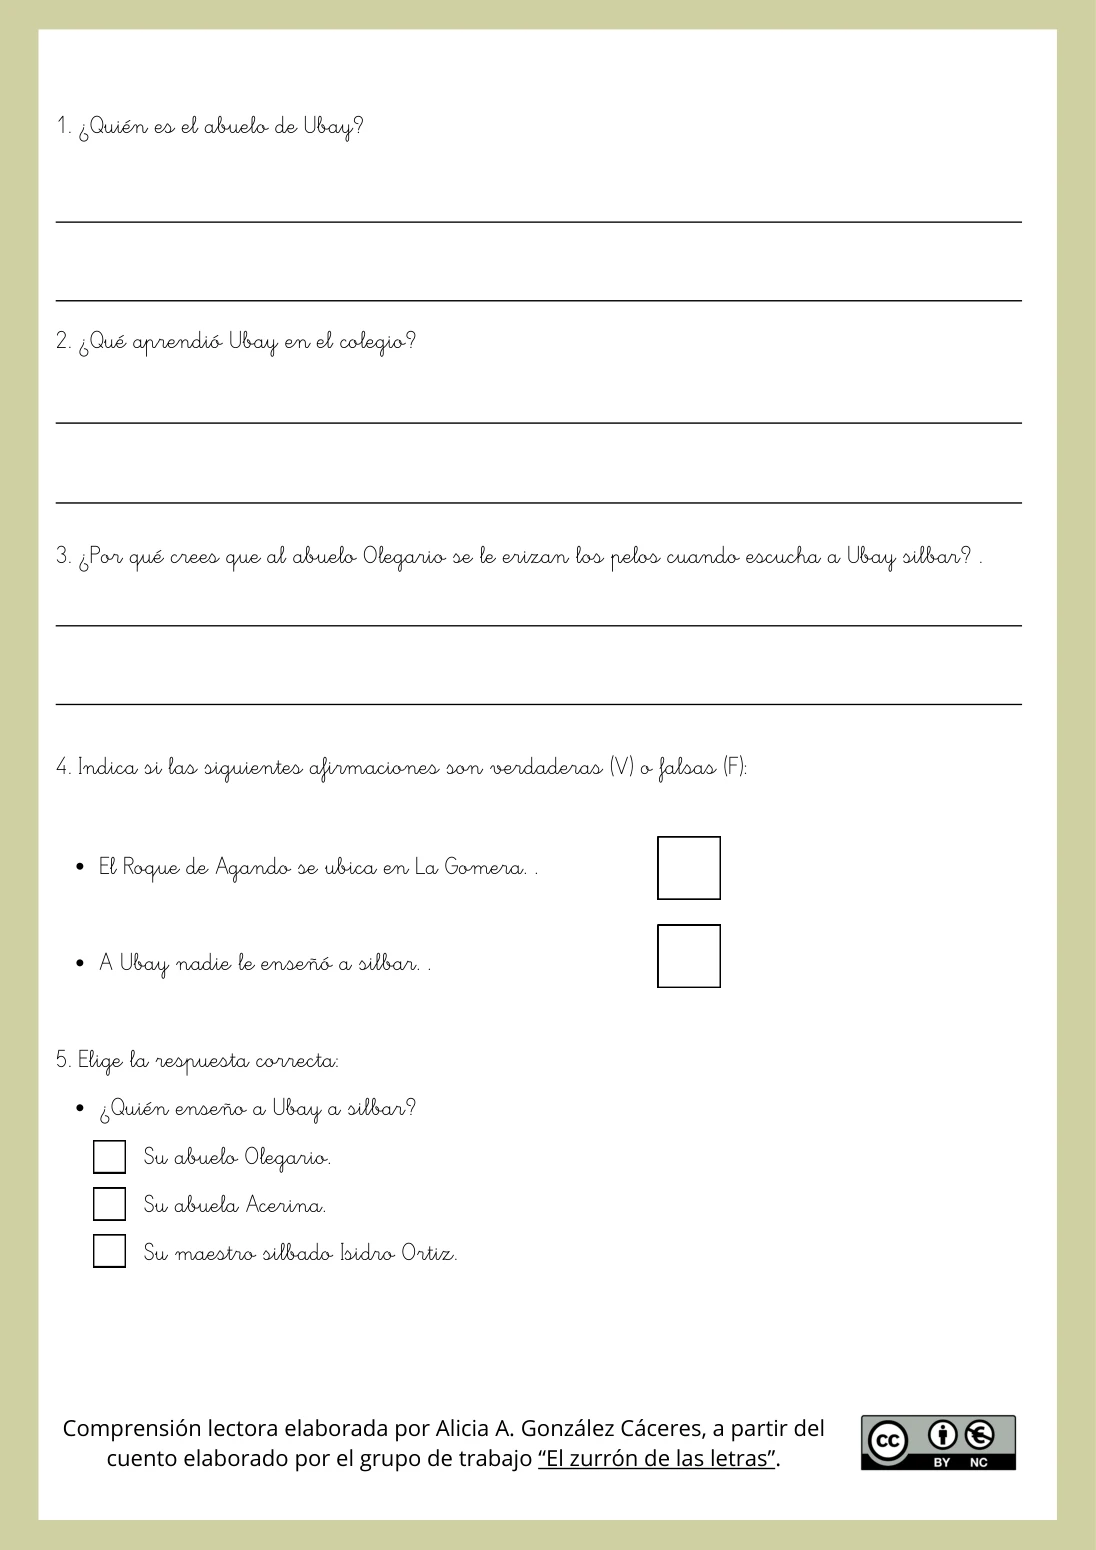 1. ¿Quién es el abuelo de Ubay?
2. ¿Qué aprendió Ubay en el colegio?
3. ¿Por qué crees que al abuelo Olegario se le erizan los pelos cuando escucha a Ubay silbar? .
4. Indica si las siguientes afirmaciones son verdaderas (V) o falsas (F):
• El Roque de Agando se ubica en La Gomera. .
• A Ubay nadie le enseñó a silbar. .
5. Elige la respuesta correcta:
• ¿Quién enseño a Ubay a silbar?
Su abuelo Olegario.
Su abuela Acerina.
Su maestro silbado Isidro Ortiz.
Comprensión lectora elaborada por Alicia A. González Cáceres, a partir del
cuento elaborado por el grupo de trabajo “El zurrón de las letras”.
cc
BY NC